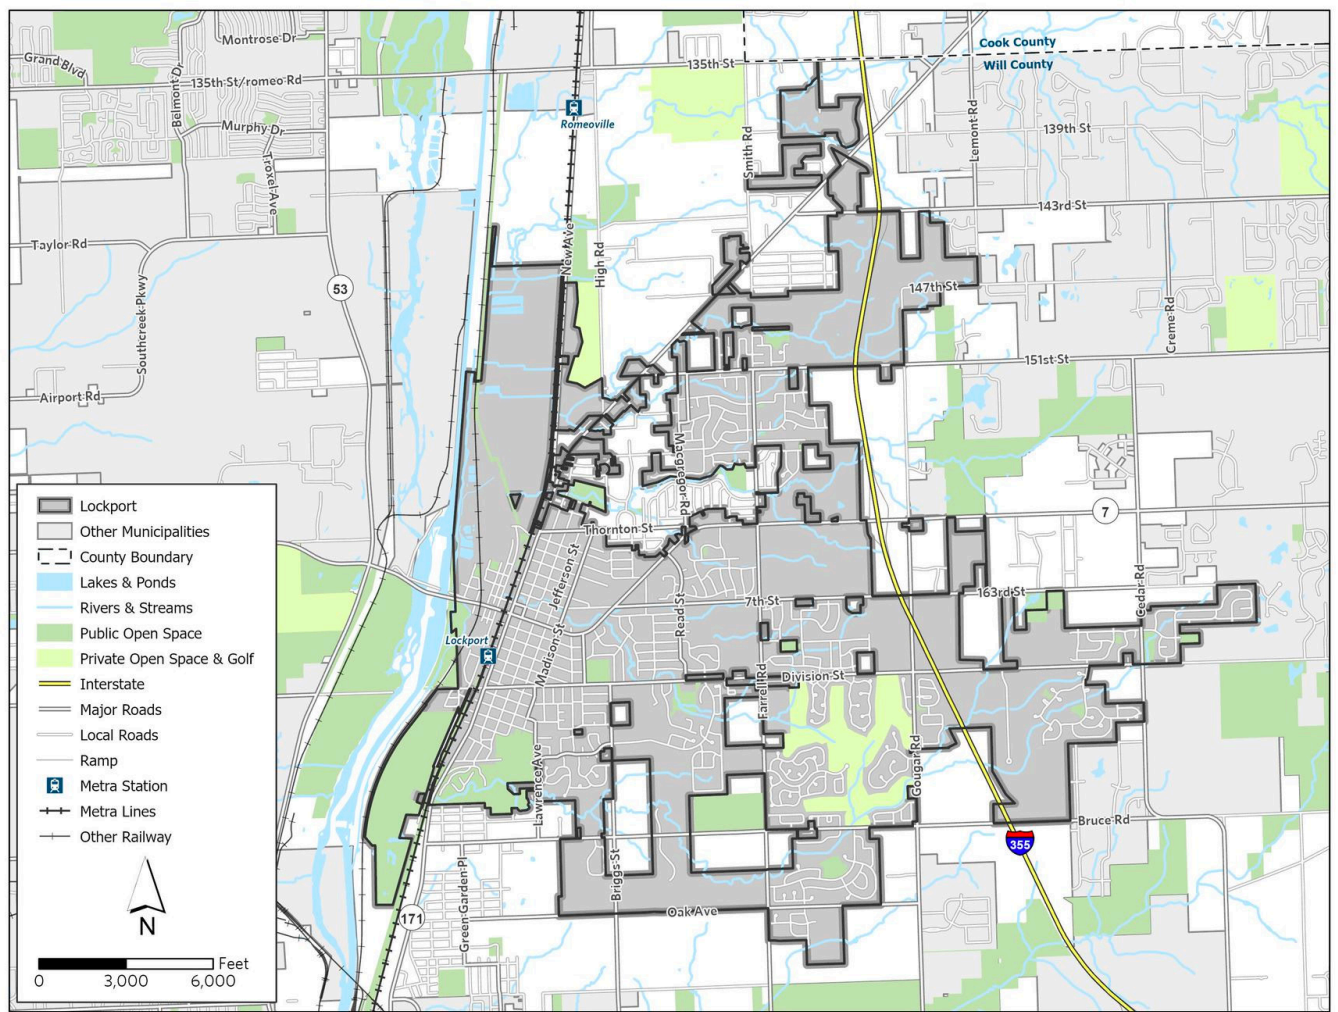 Montrose Dr
Grand Blvd
Belmont Dr
135th St/romeo Rd
Murphy Dr
Troxel Ave
Taylor Rd
Southcreek Pkwy
53
Airport Rd
Romeoville
New Ave
High Rd
135th St
Cook County
Will County
Smith Rd
Lemont Rd
139th St
143rd St
147th St
Creme Rd
151st St
Macgregor Rd
7
Thornton St
Jefferson St
Madison St
7th St
Read St
163rd St
Cedar Rd
Lockport
Division St
Farrell Rd
Gougar Rd
Lawrence Ave
Bruce Rd
355
Briggs St
Green Garden Pl
171
Oak Ave
Lockport
Other Municipalities
County Boundary
Lakes & Ponds
Rivers & Streams
Public Open Space
Private Open Space & Golf
Interstate
Major Roads
Local Roads
Ramp
Metra Station
Metra Lines
Other Railway
N
Feet
0 3,000 6,000